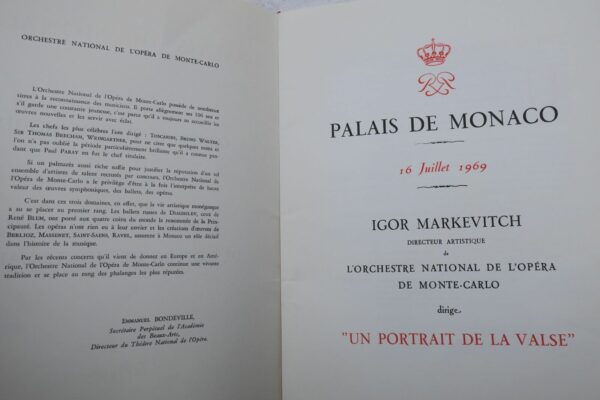 ORCHESTRE NATIONAL DE L'OPÉRA DE MONTE-CARLO
L'Orchestre National de l'Opéra de Monte-Carlo possède de nombreux
titres à la reconnaissance des musiciens. Il porte allègrement ses 100 ans et
s'il garde une constante jeunesse, c'est parce qu'il a toujours su accueillir les
œuvres nouvelles et les servir avec éclat.
Les chefs les plus célèbres l'ont dirigé : TOSCANINI, BRUNO WALTER,
SIR THOMAS BEECHAM, WEINGARTNER, pour ne citer que quelques noms et
l'on n'a pas oublié la période particulièrement brillante qu'il a connue pendant que Paul PARAY en fut le chef titulaire.
Si un palmarès aussi riche suffit pour justifier la réputation d'un tel
ensemble d'artistes de talent recrutés par concours, l'Orchestre National de
l'Opéra de Monte-Carlo a le privilège d'être à la fois l'interprète de haute
valeur des œuvres symphoniques, des ballets, des opéras.
C'est dans ces trois domaines, en effet, que la vie artistique monégasque
a su se placer au premier rang. Les ballets russes de DIAGHILEV, ceux de
René BLUM, ont porté aux quatre coins du monde la renommée de la Principauté. Les opéras n'ont rien eu à leur envier et les créations d'œuvres de
BERLIOZ, MASSENET, SAINT-SAENS, RAVEL, assurent à Monaco un rôle décisif
dans l'histoire de la musique.
Par les récents concerts qu'il vient de donner en Europe et en Amérique, l'Orchestre National de l'Opéra de Monte-Carlo continue une vivante
tradition et se place au rang des phalanges les plus réputées.
EMMANUEL BONDEVILLE,
Secrétaire Perpétuel de l'Académie
des Beaux-Arts,
Directeur du Théâtre National de l'Opéra.
PALAIS DE MONACO
16 Juillet 1969
IGOR MARKEVITCH
DIRECTEUR ARTISTIQUE
de
L'ORCHESTRE NATIONAL DE L'OPÉRA
DE MONTE-CARLO
dirige
"UN PORTRAIT DE LA VALSE"